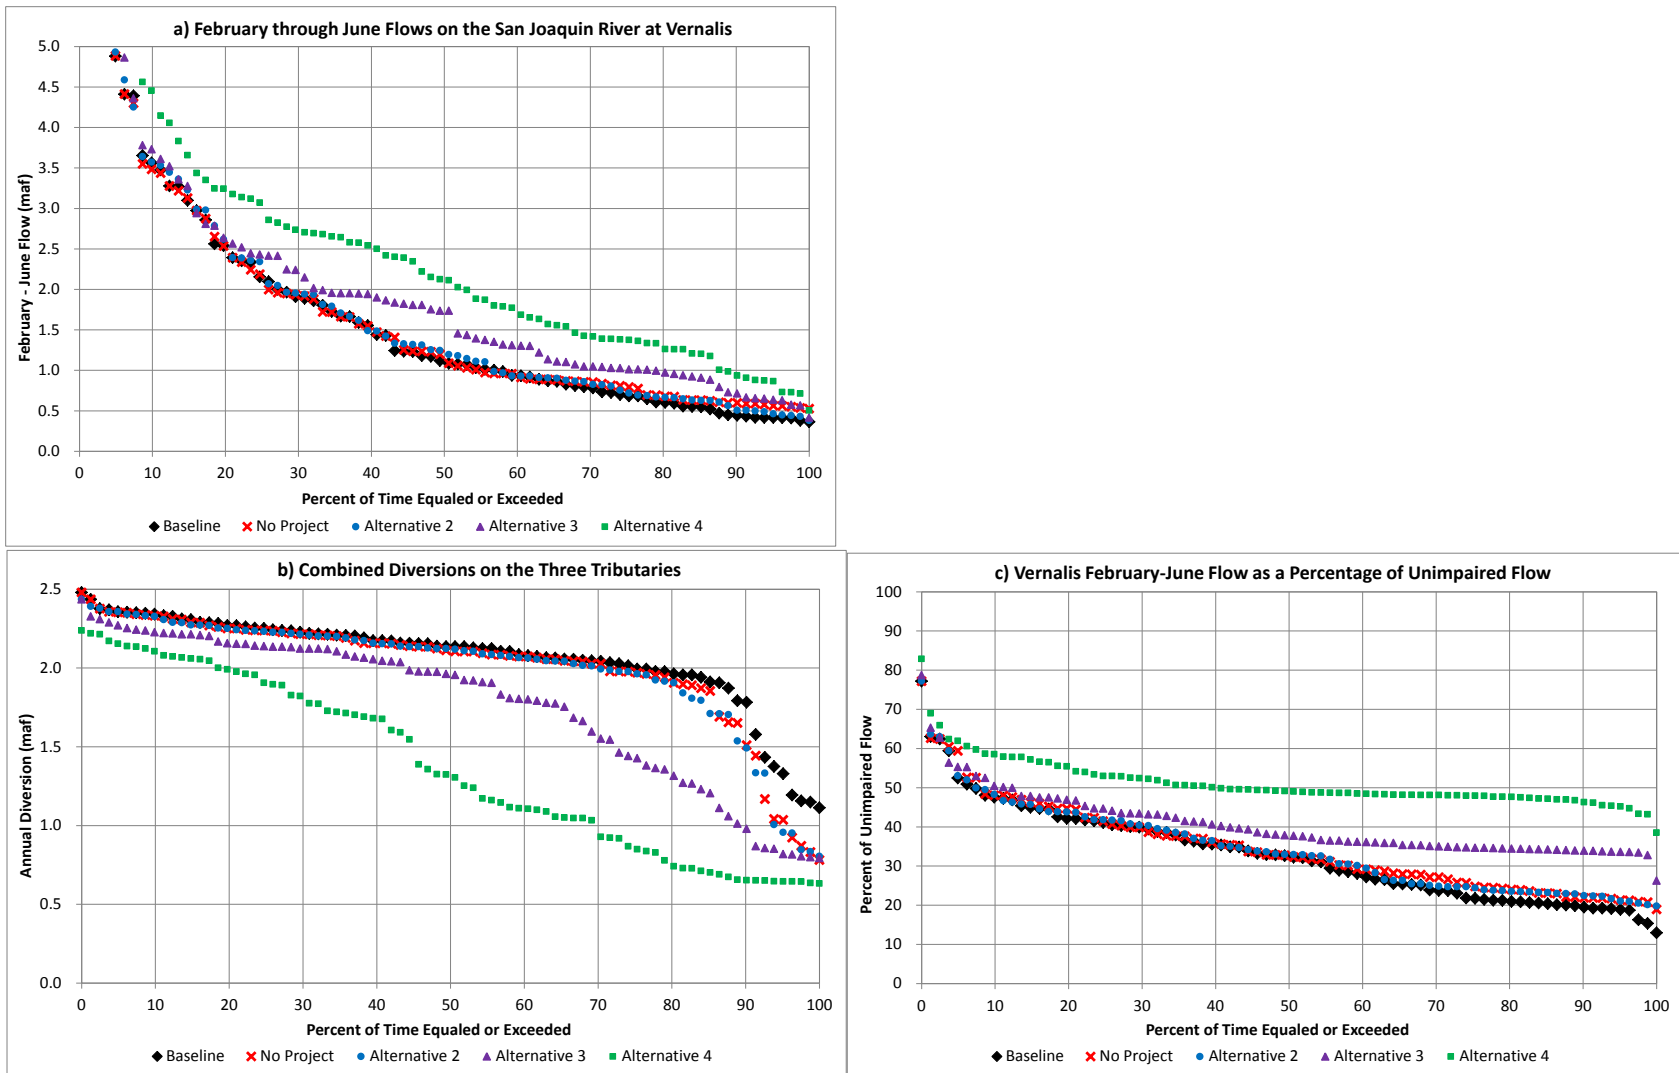 a) February through June Flows on the San Joaquin River at Vernalis
February - June Flow (maf)
5.0
4.5
4.0
3.5
3.0
2.5
2.0
1.5
1.0
0.5
0.0
0 10 20 30 40 50 60 70 80 90 100
Percent of Time Equaled or Exceeded
Baseline No Project Alternative 2 Alternative 3 Alternative 4
b) Combined Diversions on the Three Tributaries
Annual Diversion (maf)
2.5
2.0
1.5
1.0
0.5
0.0
0 10 20 30 40 50 60 70 80 90 100
Percent of Time Equaled or Exceeded
Baseline No Project Alternative 2 Alternative 3 Alternative 4
c) Vernalis February-June Flow as a Percentage of Unimpaired Flow
Percent of Unimpaired Flow
100
90
80
70
60
50
40
30
20
10
0
0 10 20 30 40 50 60 70 80 90 100
Percent of Time Equaled or Exceeded
Baseline No Project Alternative 2 Alternative 3 Alternative 4